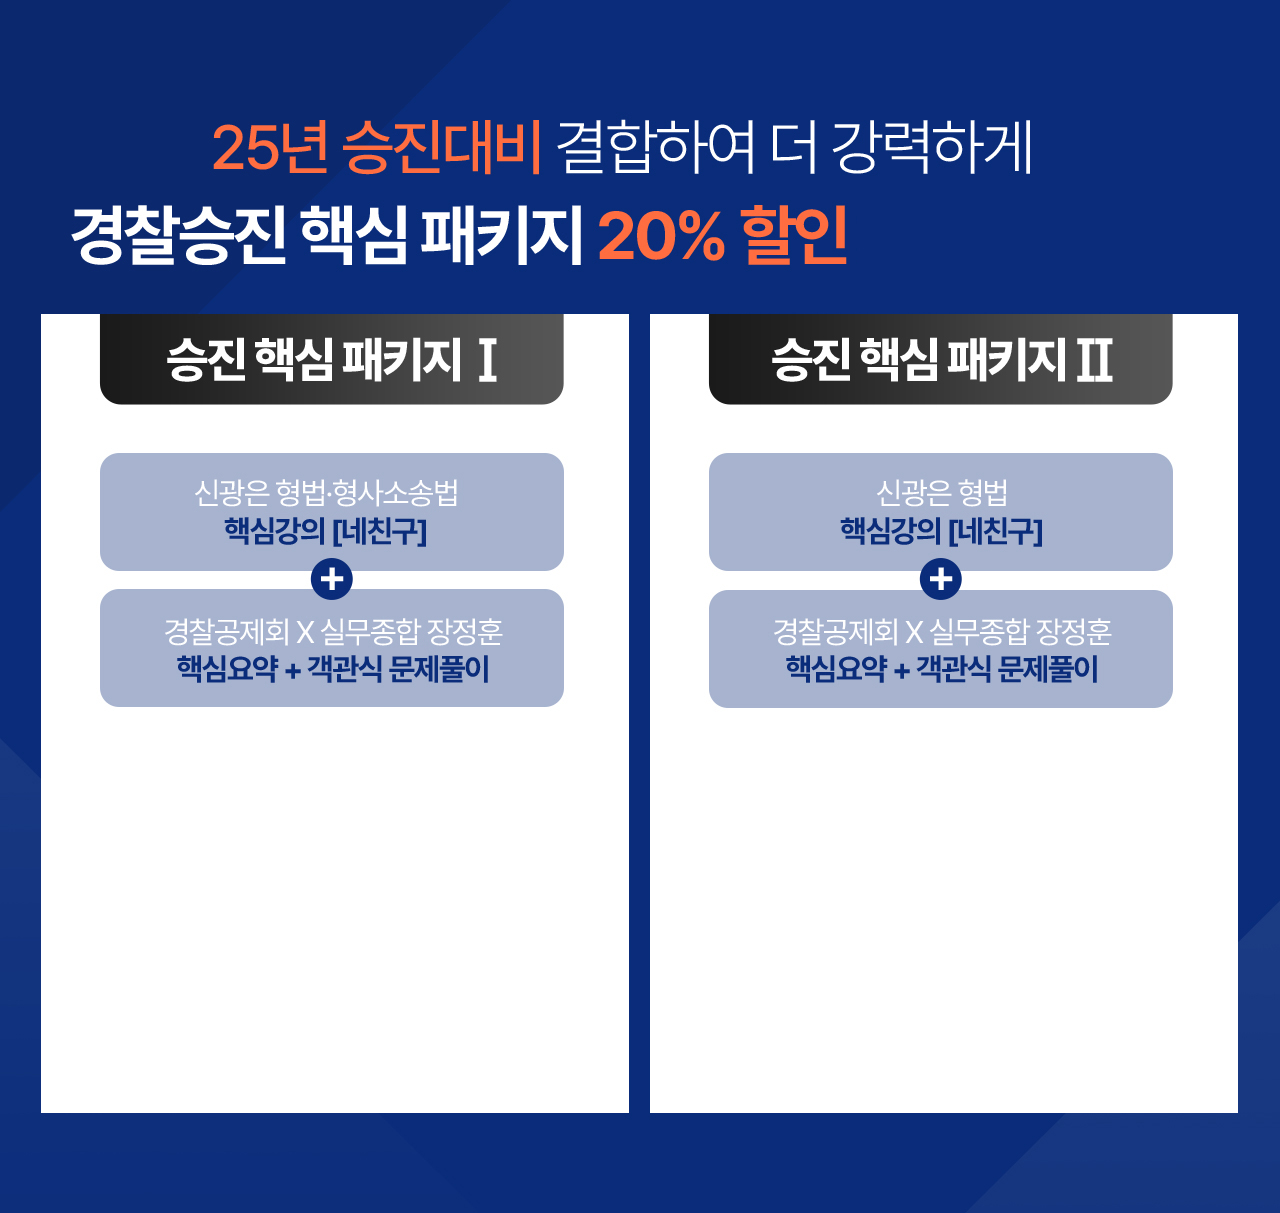 25년 승진대비 결합하여 더 강력하게
경찰승진 핵심 패키지 20% 할인
승진 핵심 패키지 Ⅰ
신광은 형법·형사소송법
핵심강의 [네친구]
+
경찰공제회 X 실무종합 장정훈
핵심요약 + 객관식 문제풀이
승진 핵심 패키지 Ⅱ
신광은 형법
핵심강의 [네친구]
+
경찰공제회 X 실무종합 장정훈
핵심요약 + 객관식 문제풀이